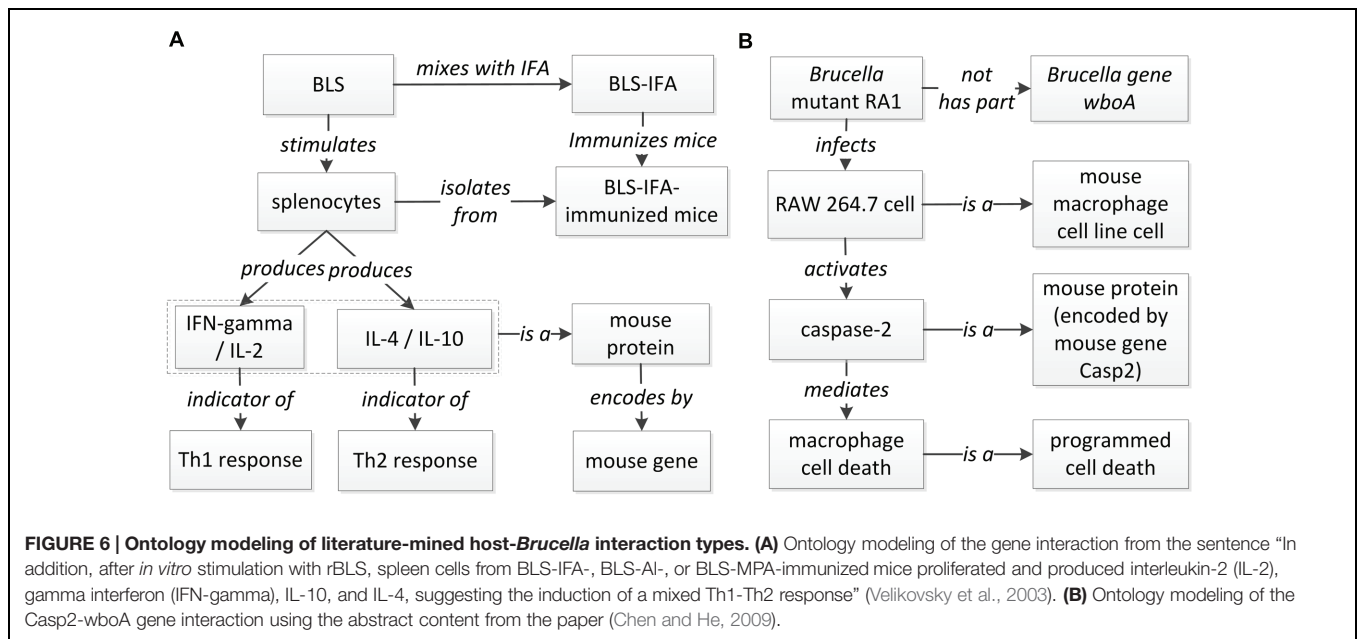 A
BLS
mixes with IFA
BLS-IFA
stimulates
Immunizes mice
splenocytes
isolates
from
BLS-IFA-
immunized mice
produces produces
IFN-gamma
/ IL-2
IL-4 / IL-10
is a
mouse
protein
indicator of
indicator of
encodes by
Th1 response
Th2 response
mouse gene
B
Brucella
mutant RA1
not
has part
Brucella gene
wboA
infects
RAW 264.7 cell
is a
mouse
macrophage
cell line cell
activates
caspase-2
is a
mouse protein
(encoded by
mouse gene
Casp2)
mediates
macrophage
cell death
is a
programmed
cell death
FIGURE 6 | Ontology modeling of literature-mined host-Brucella interaction types. (A) Ontology modeling of the gene interaction from the sentence “In
addition, after in vitro stimulation with rBLS, spleen cells from BLS-IFA-, BLS-Al-, or BLS-MPA-immunized mice proliferated and produced interleukin-2 (IL-2),
gamma interferon (IFN-gamma), IL-10, and IL-4, suggesting the induction of a mixed Th1-Th2 response” (Velikovsky et al., 2003). (B) Ontology modeling of the
Casp2-wboA gene interaction using the abstract content from the paper (Chen and He, 2009).